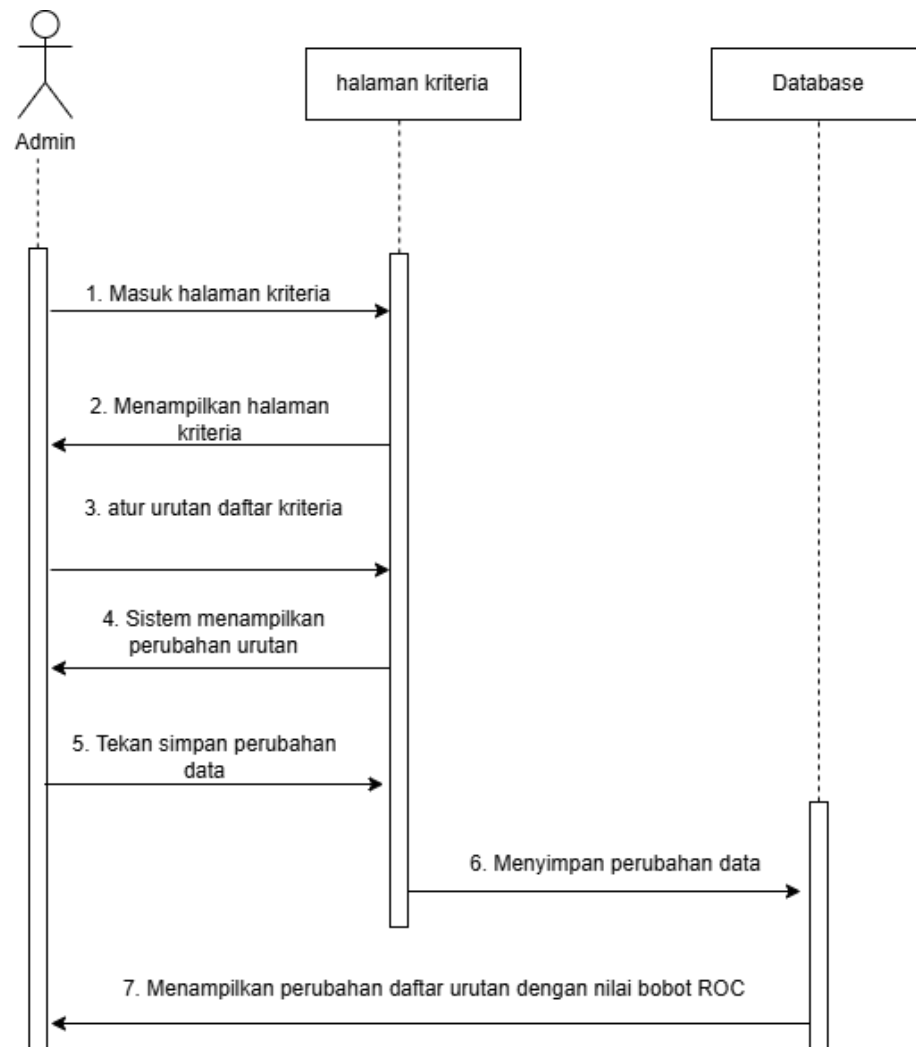 halaman kriteria
Database
Admin
1. Masuk halaman kriteria
2. Menampilkan halaman
kriteria
3. atur urutan daftar kriteria
4. Sistem menampilkan
perubahan urutan
5. Tekan simpan perubahan
data
6. Menyimpan perubahan data
7. Menampilkan perubahan daftar urutan dengan nilai bobot ROC